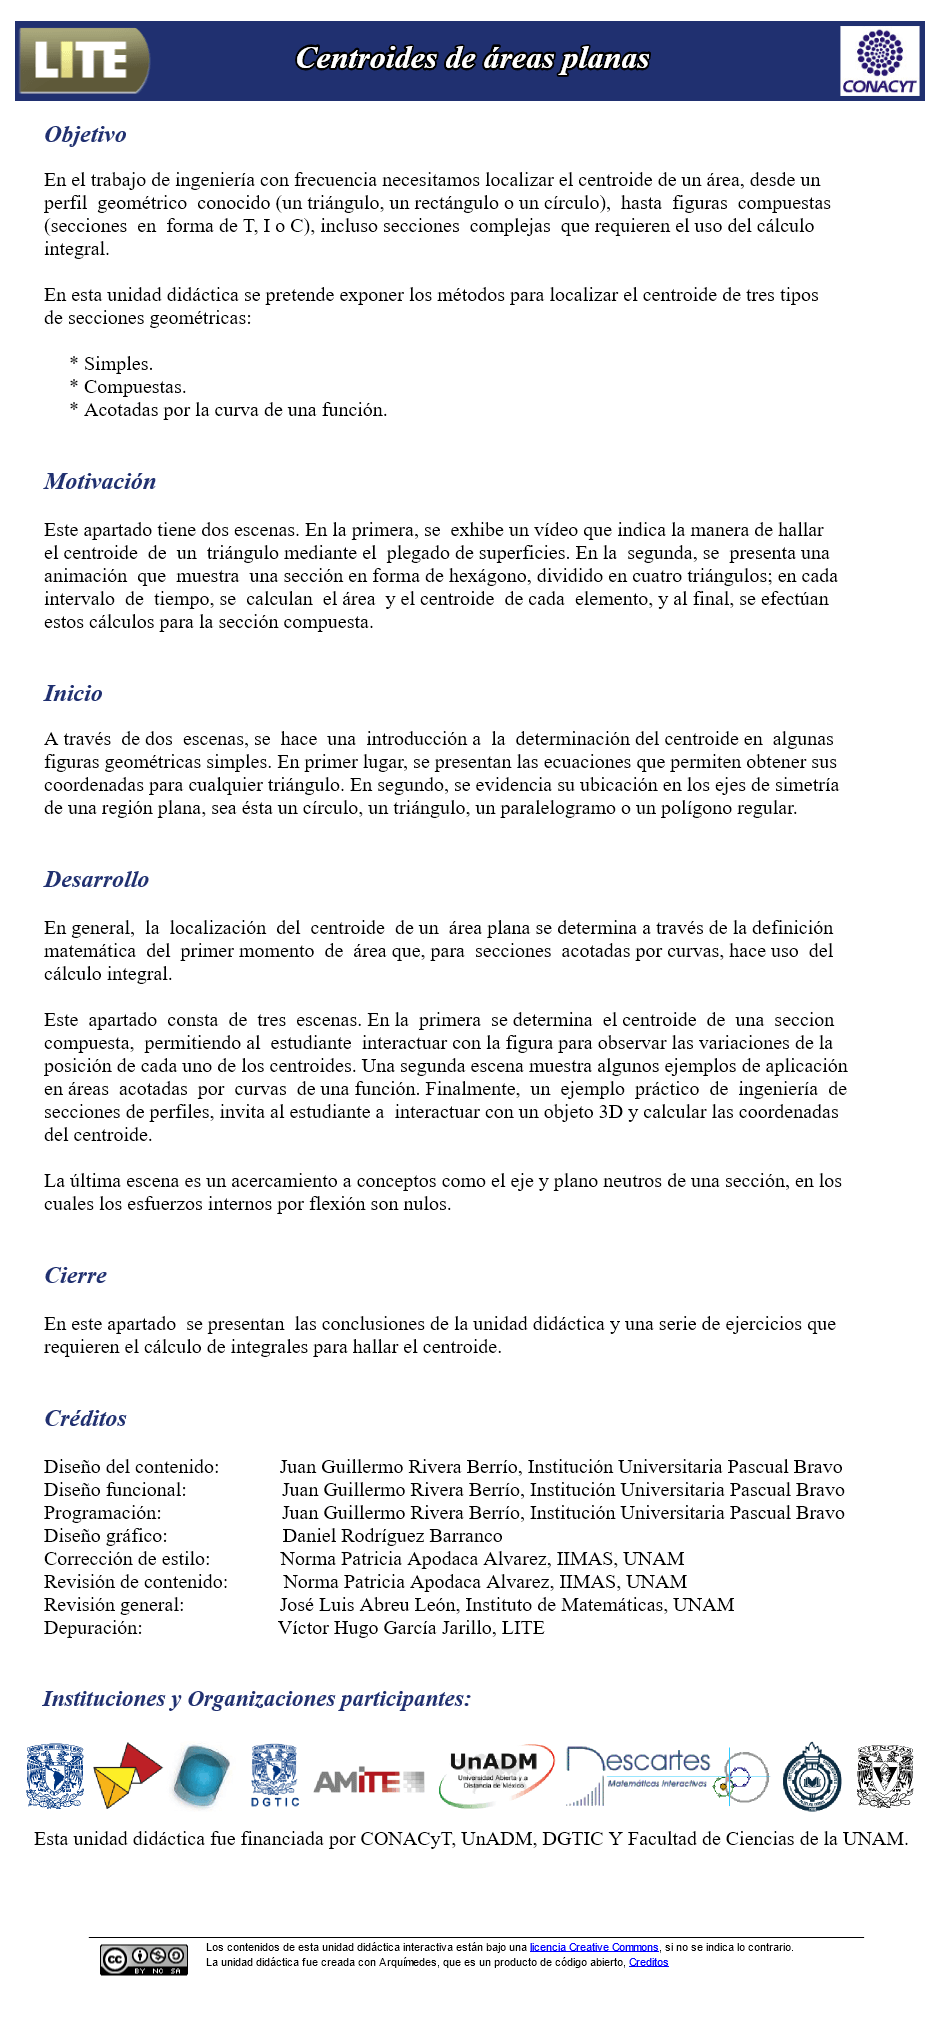 LITE
Centroides de áreas planas
CONACYT
Objetivo
En el trabajo de ingeniería con frecuencia necesitamos localizar el centroide de un área, desde un
perfil geométrico conocido (un triángulo, un rectángulo o un círculo), hasta figuras compuestas
(secciones en forma de T, I o C), incluso secciones complejas que requieren el uso del cálculo
integral.
En esta unidad didáctica se pretende exponer los métodos para localizar el centroide de tres tipos
de secciones geométricas:
* Simples.
* Compuestas.
* Acotadas por la curva de una función.
Motivación
Este apartado tiene dos escenas. En la primera, se exhibe un vídeo que indica la manera de hallar
el centroide de un triángulo mediante el plegado de superficies. En la segunda, se presenta una
animación que muestra una sección en forma de hexágono, dividido en cuatro triángulos; en cada
intervalo de tiempo, se calculan el área y el centroide de cada elemento, y al final, se efectúan
estos cálculos para la sección compuesta.
Inicio
A través de dos escenas, se hace una introducción a la determinación del centroide en algunas
figuras geométricas simples. En primer lugar, se presentan las ecuaciones que permiten obtener sus
coordenadas para cualquier triángulo. En segundo, se evidencia su ubicación en los ejes de simetría
de una región plana, sea ésta un círculo, un triángulo, un paralelogramo o un polígono regular.
Desarrollo
En general, la localización del centroide de un área plana se determina a través de la definición
matemática del primer momento de área que, para secciones acotadas por curvas, hace uso del
cálculo integral.
Este apartado consta de tres escenas. En la primera se determina el centroide de una seccion
compuesta, permitiendo al estudiante interactuar con la figura para observar las variaciones de la
posición de cada uno de los centroides. Una segunda escena muestra algunos ejemplos de aplicación
en áreas acotadas por curvas de una función. Finalmente, un ejemplo práctico de ingeniería de
secciones de perfiles, invita al estudiante a interactuar con un objeto 3D y calcular las coordenadas
del centroide.
La última escena es un acercamiento a conceptos como el eje y plano neutros de una sección, en los
cuales los esfuerzos internos por flexión son nulos.
Cierre
En este apartado se presentan las conclusiones de la unidad didáctica y una serie de ejercicios que
requieren el cálculo de integrales para hallar el centroide.
Créditos
Diseño del contenido: Juan Guillermo Rivera Berrío, Institución Universitaria Pascual Bravo
Diseño funcional: Juan Guillermo Rivera Berrío, Institución Universitaria Pascual Bravo
Programación: Juan Guillermo Rivera Berrío, Institución Universitaria Pascual Bravo
Diseño gráfico: Daniel Rodríguez Barranco
Corrección de estilo: Norma Patricia Apodaca Alvarez, IIMAS, UNAM
Revisión de contenido: Norma Patricia Apodaca Alvarez, IIMAS, UNAM
Revisión general: José Luis Abreu León, Instituto de Matemáticas, UNAM
Depuración: Víctor Hugo García Jarillo, LITE
Instituciones y Organizaciones participantes:
DGTIC
AMITE
UnADM
Universidad Abierta y a
Distancia de México
Descartes
Matemáticas Interactivas
CIENCIAS
Esta unidad didáctica fue financiada por CONACyT, UnADM, DGTIC Y Facultad de Ciencias de la UNAM.
cc BY NC SA
Los contenidos de esta unidad didáctica interactiva están bajo una licencia Creative Commons, si no se indica lo contrario.
La unidad didáctica fue creada con Arquímedes, que es un producto de código abierto, Creditos